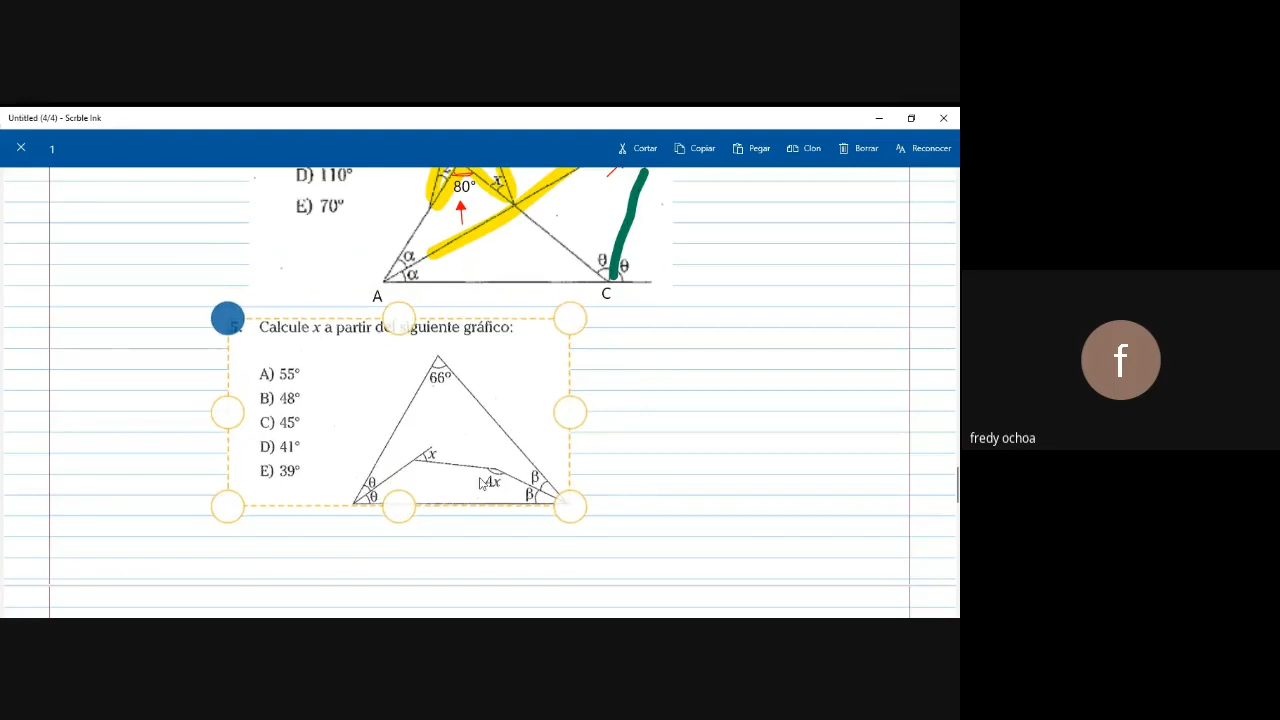 Untitled (4/4) - Scrble Ink
1
Cortar
Copiar
Pegar
Clon
Borrar
Reconocer
D) 110°
E) 70°
80°
x
α
α
θ
θ
A
C
5. Calcule x a partir del siguiente gráfico:
A) 55°
B) 48°
C) 45°
D) 41°
E) 39°
66°
x
4x
θ
θ
β
β
f
fredy ochoa